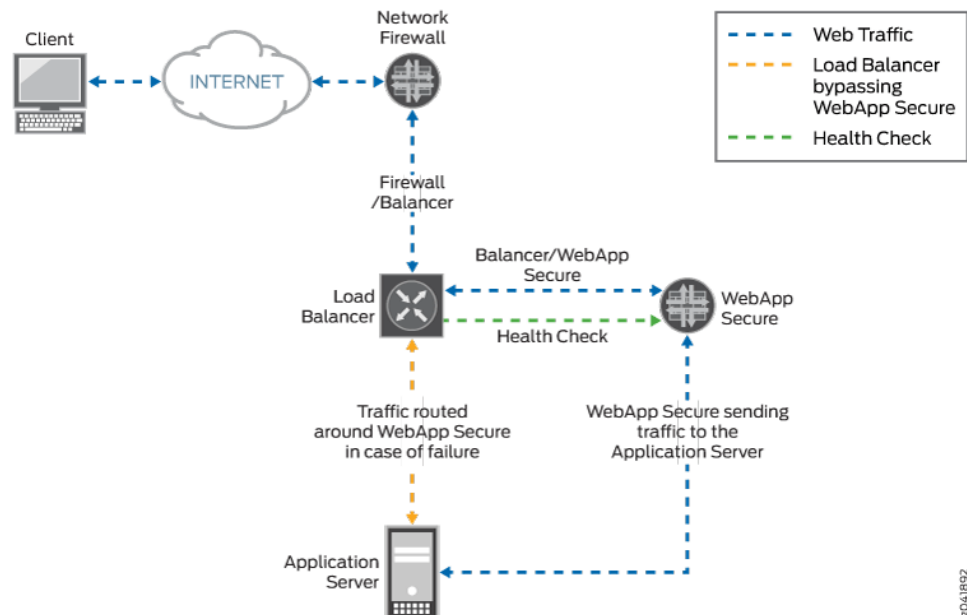 Client
INTERNET
Network
Firewall
Web Traffic
Load Balancer
bypassing
WebApp Secure
Health Check
Firewall
/Balancer
Balancer/WebApp
Secure
Load
Balancer
WebApp
Secure
Health Check
Traffic routed
around WebApp Secure
in case of failure
WebApp Secure sending
traffic to the
Application Server
Application
Server
g041892